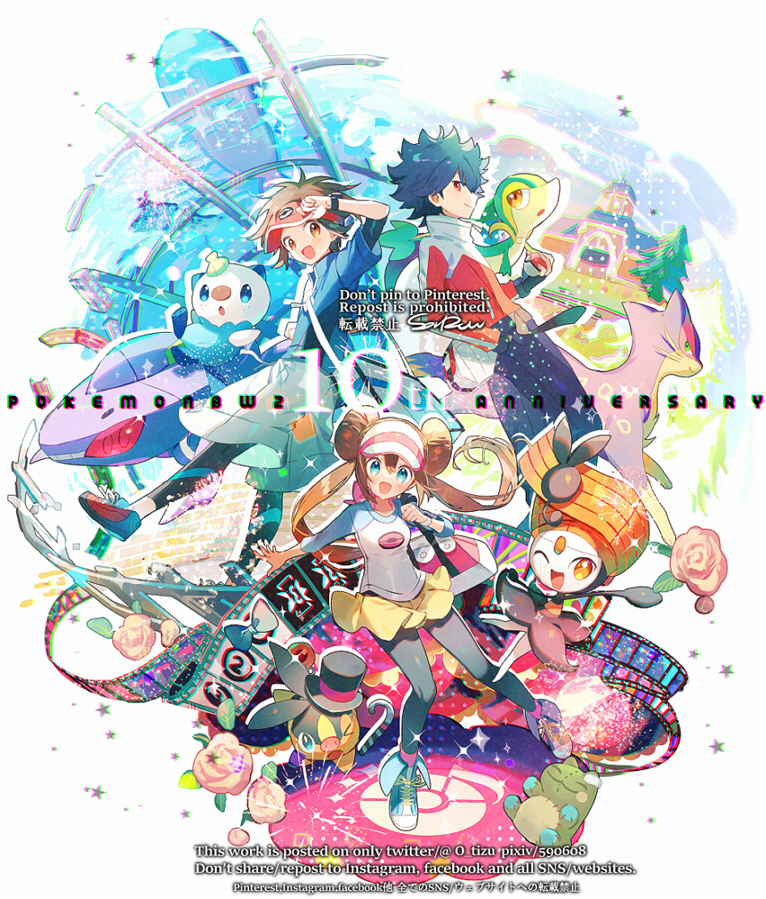 Don't pin to Pinterest.
Repost is prohibited.
転載禁止
POKEMONBW2 10th ANNIVERSARY
3 2
This work is posted on only twitter/@ O_tizu pixiv/590608
Don't share/repost to Instagram, facebook and all SNS/websites.
Pinterest,Instagram,facebook他 全てのSNS/ウェブサイトへの転載禁止